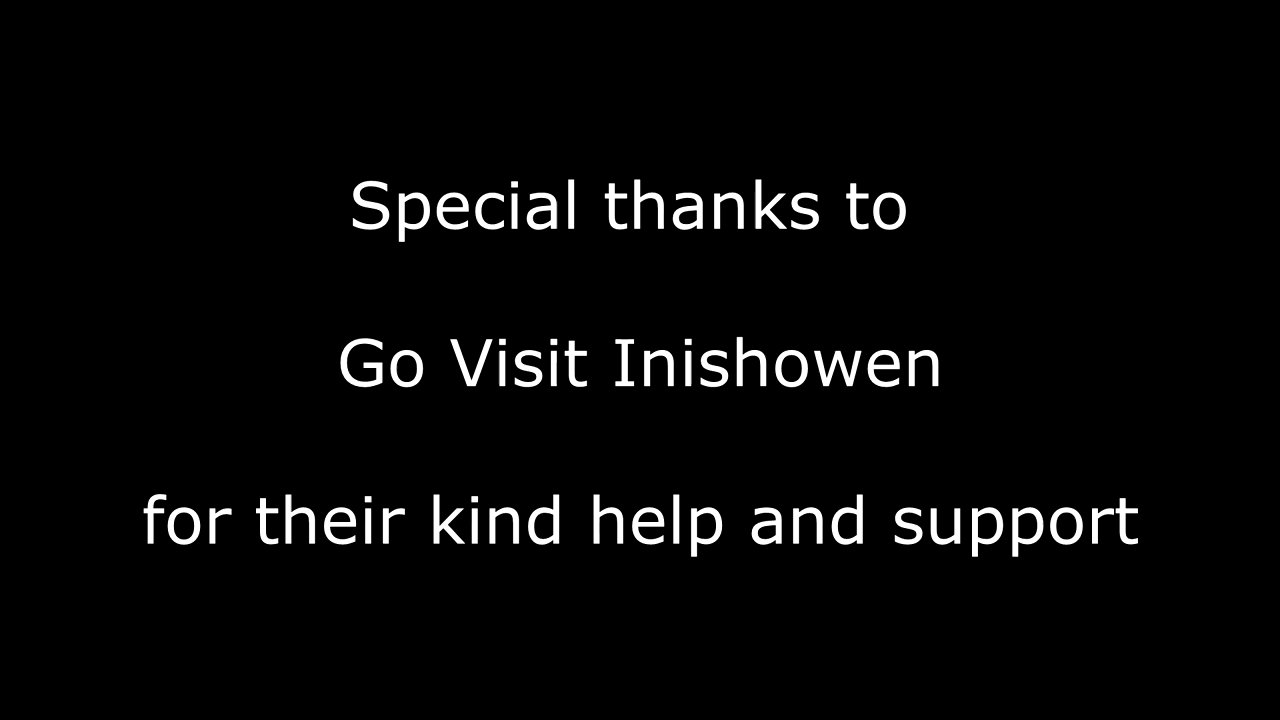 Special thanks to
Go Visit Inishowen
for their kind help and support